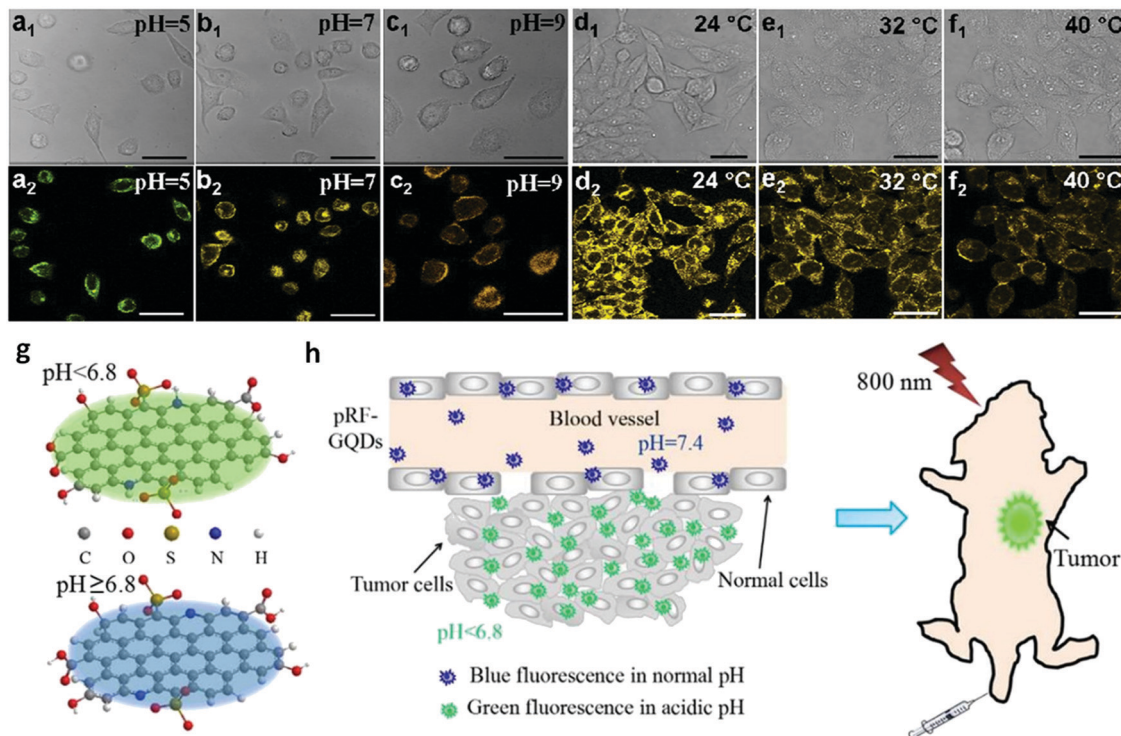 a1 pH=5
b1 pH=7
c1 pH=9
d1 24 °C
e1 32 °C
f1 40 °C
a2 pH=5
b2 pH=7
c2 pH=9
d2 24 °C
e2 32 °C
f2 40 °C
g
pH<6.8
C O S N H
pH≥6.8
h
pRF-
GQDs
Blood vessel
pH=7.4
Tumor cells
Normal cells
pH<6.8
Blue fluorescence in normal pH
Green fluorescence in acidic pH
800 nm
Tumor